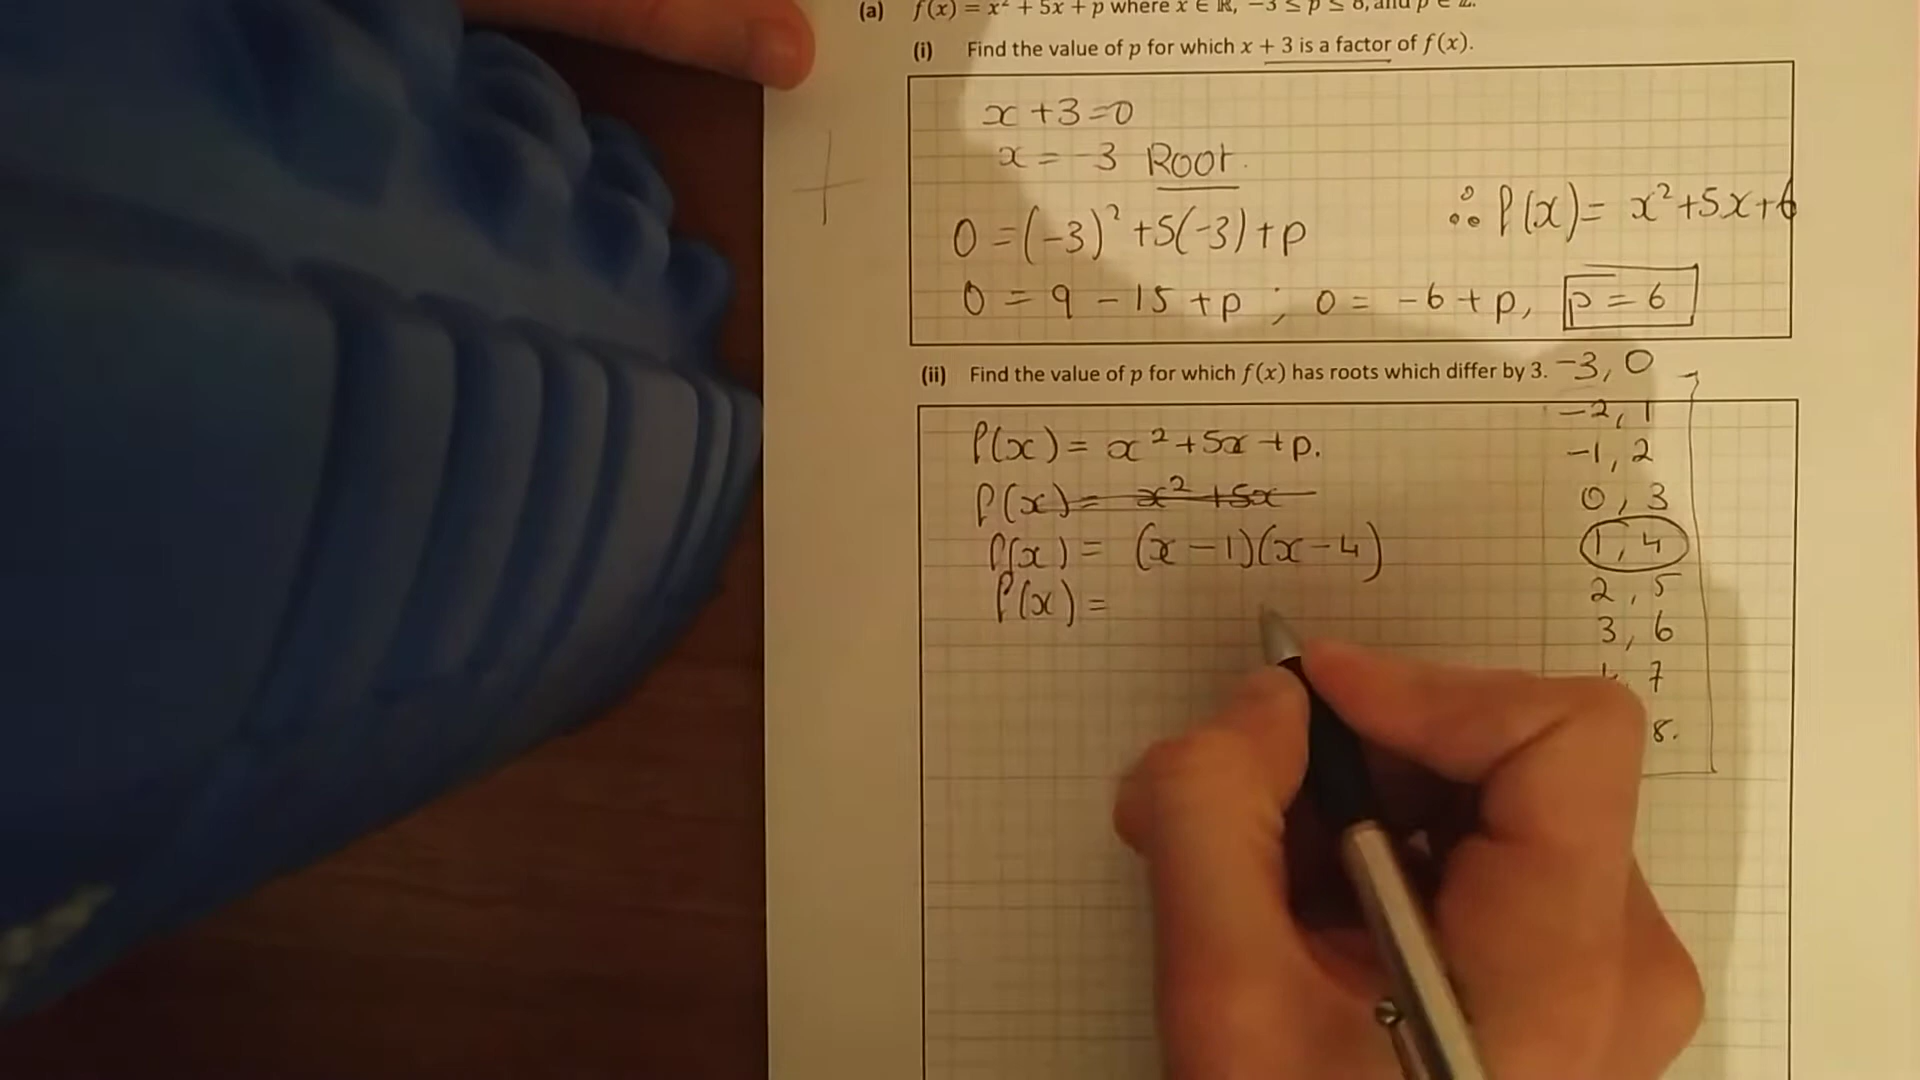 (a) f(x) = x² + 5x + p where x ∈ ℝ, −3 ≤ p ≤ 8, and p ∈ ℤ.
(i) Find the value of p for which x + 3 is a factor of f(x).
x + 3 = 0
x = -3 Root.
0 = (-3)² + 5(-3) + p
∴ f(x) = x² + 5x + 6
0 = 9 - 15 + p ; 0 = -6 + p, p = 6
(ii) Find the value of p for which f(x) has roots which differ by 3.
-3, 0
-2, 1
f(x) = x² + 5x + p.
-1, 2
f(x) = x² + 5x
0, 3
f(x) = (x - 1)(x - 4)
1, 4
f(x) =
2, 5
3, 6
7
8.